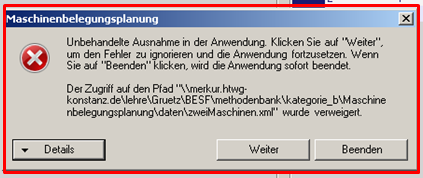 Maschinenbelegungsplanung
Unbehandelte Ausnahme in der Anwendung. Klicken Sie auf "Weiter",
um den Fehler zu ignorieren und die Anwendung fortzusetzen. Wenn
Sie auf "Beenden" klicken, wird die Anwendung sofort beendet.
Der Zugriff auf den Pfad "\\merkur.htwg-
konstanz.de\lehre\Gruetz\BESF\methodenbank\kategorie_b\Maschine
nbelegungsplanung\daten\zweiMaschinen.xml" wurde verweigert.
Details
Weiter
Beenden